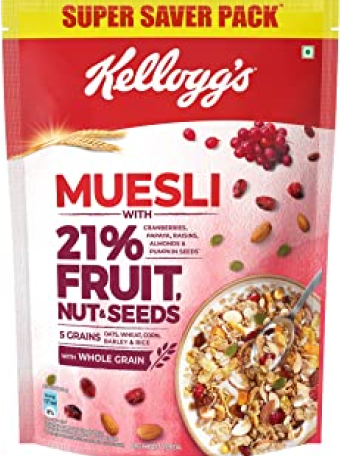 SUPER SAVER PACK*
Kellogg's
MUESLI
WITH
21%
CRANBERRIES,
PAPAYA, RAISINS,
ALMONDS &
PUMPKIN SEEDS
FRUIT,
NUT & SEEDS
5 GRAINS
OATS, WHEAT, CORN,
BARLEY & RICE
WITH WHOLE GRAIN